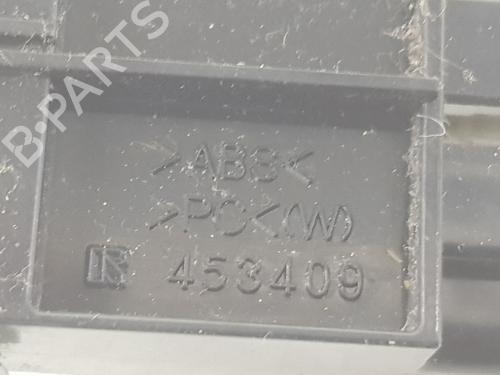 B-PARTS
>ABS<
>PC<(W)
R 453409